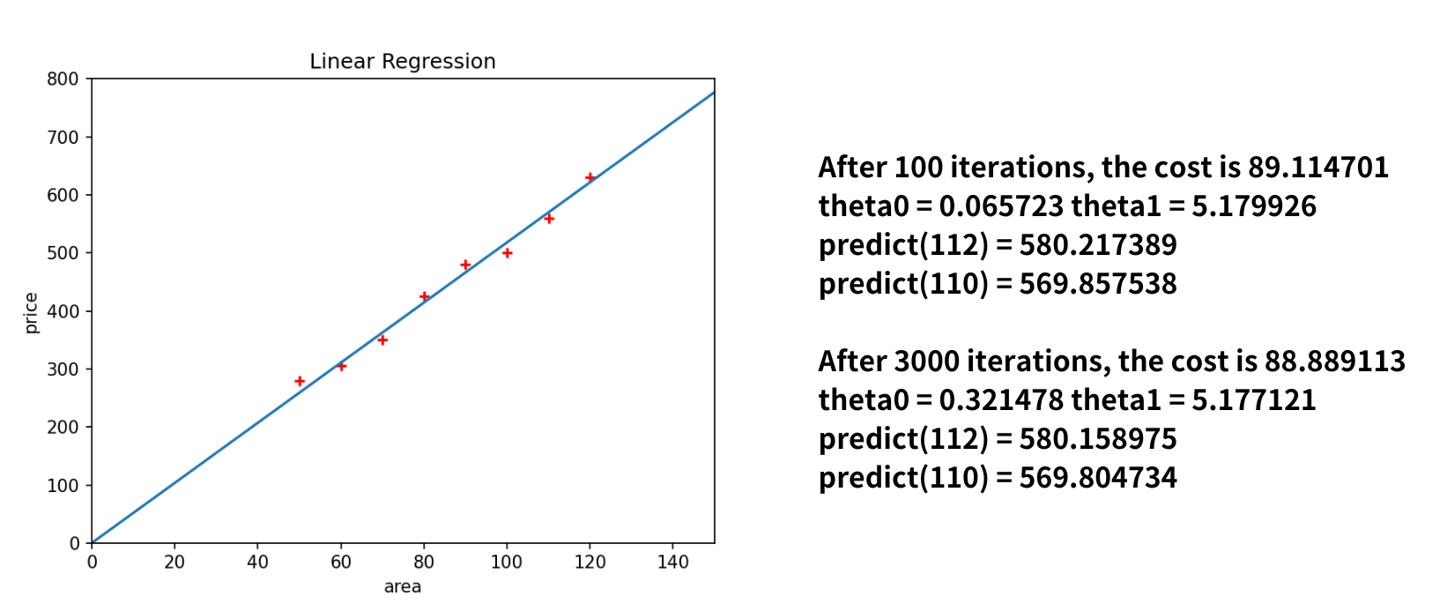 Linear Regression
800
700
600
500
400
300
200
100
0
price
0 20 40 60 80 100 120 140
area
After 100 iterations, the cost is 89.114701
theta0 = 0.065723 theta1 = 5.179926
predict(112) = 580.217389
predict(110) = 569.857538
After 3000 iterations, the cost is 88.889113
theta0 = 0.321478 theta1 = 5.177121
predict(112) = 580.158975
predict(110) = 569.804734